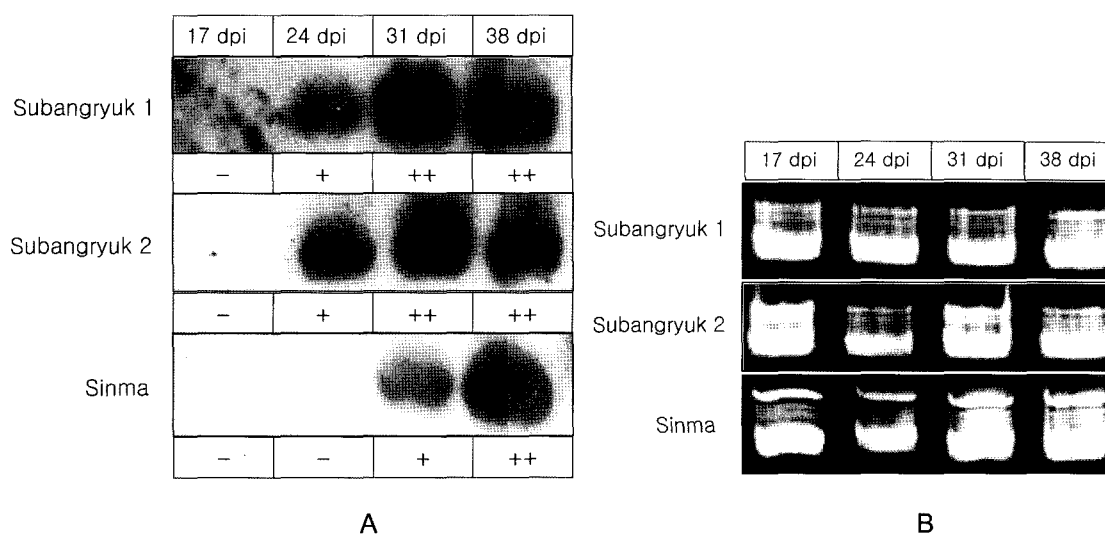 17 dpi 24 dpi 31 dpi 38 dpi
Subangryuk 1
− + ++ ++
Subangryuk 2
− + ++ ++
Sinma
− − + ++
A
17 dpi 24 dpi 31 dpi 38 dpi
Subangryuk 1
Subangryuk 2
Sinma
B